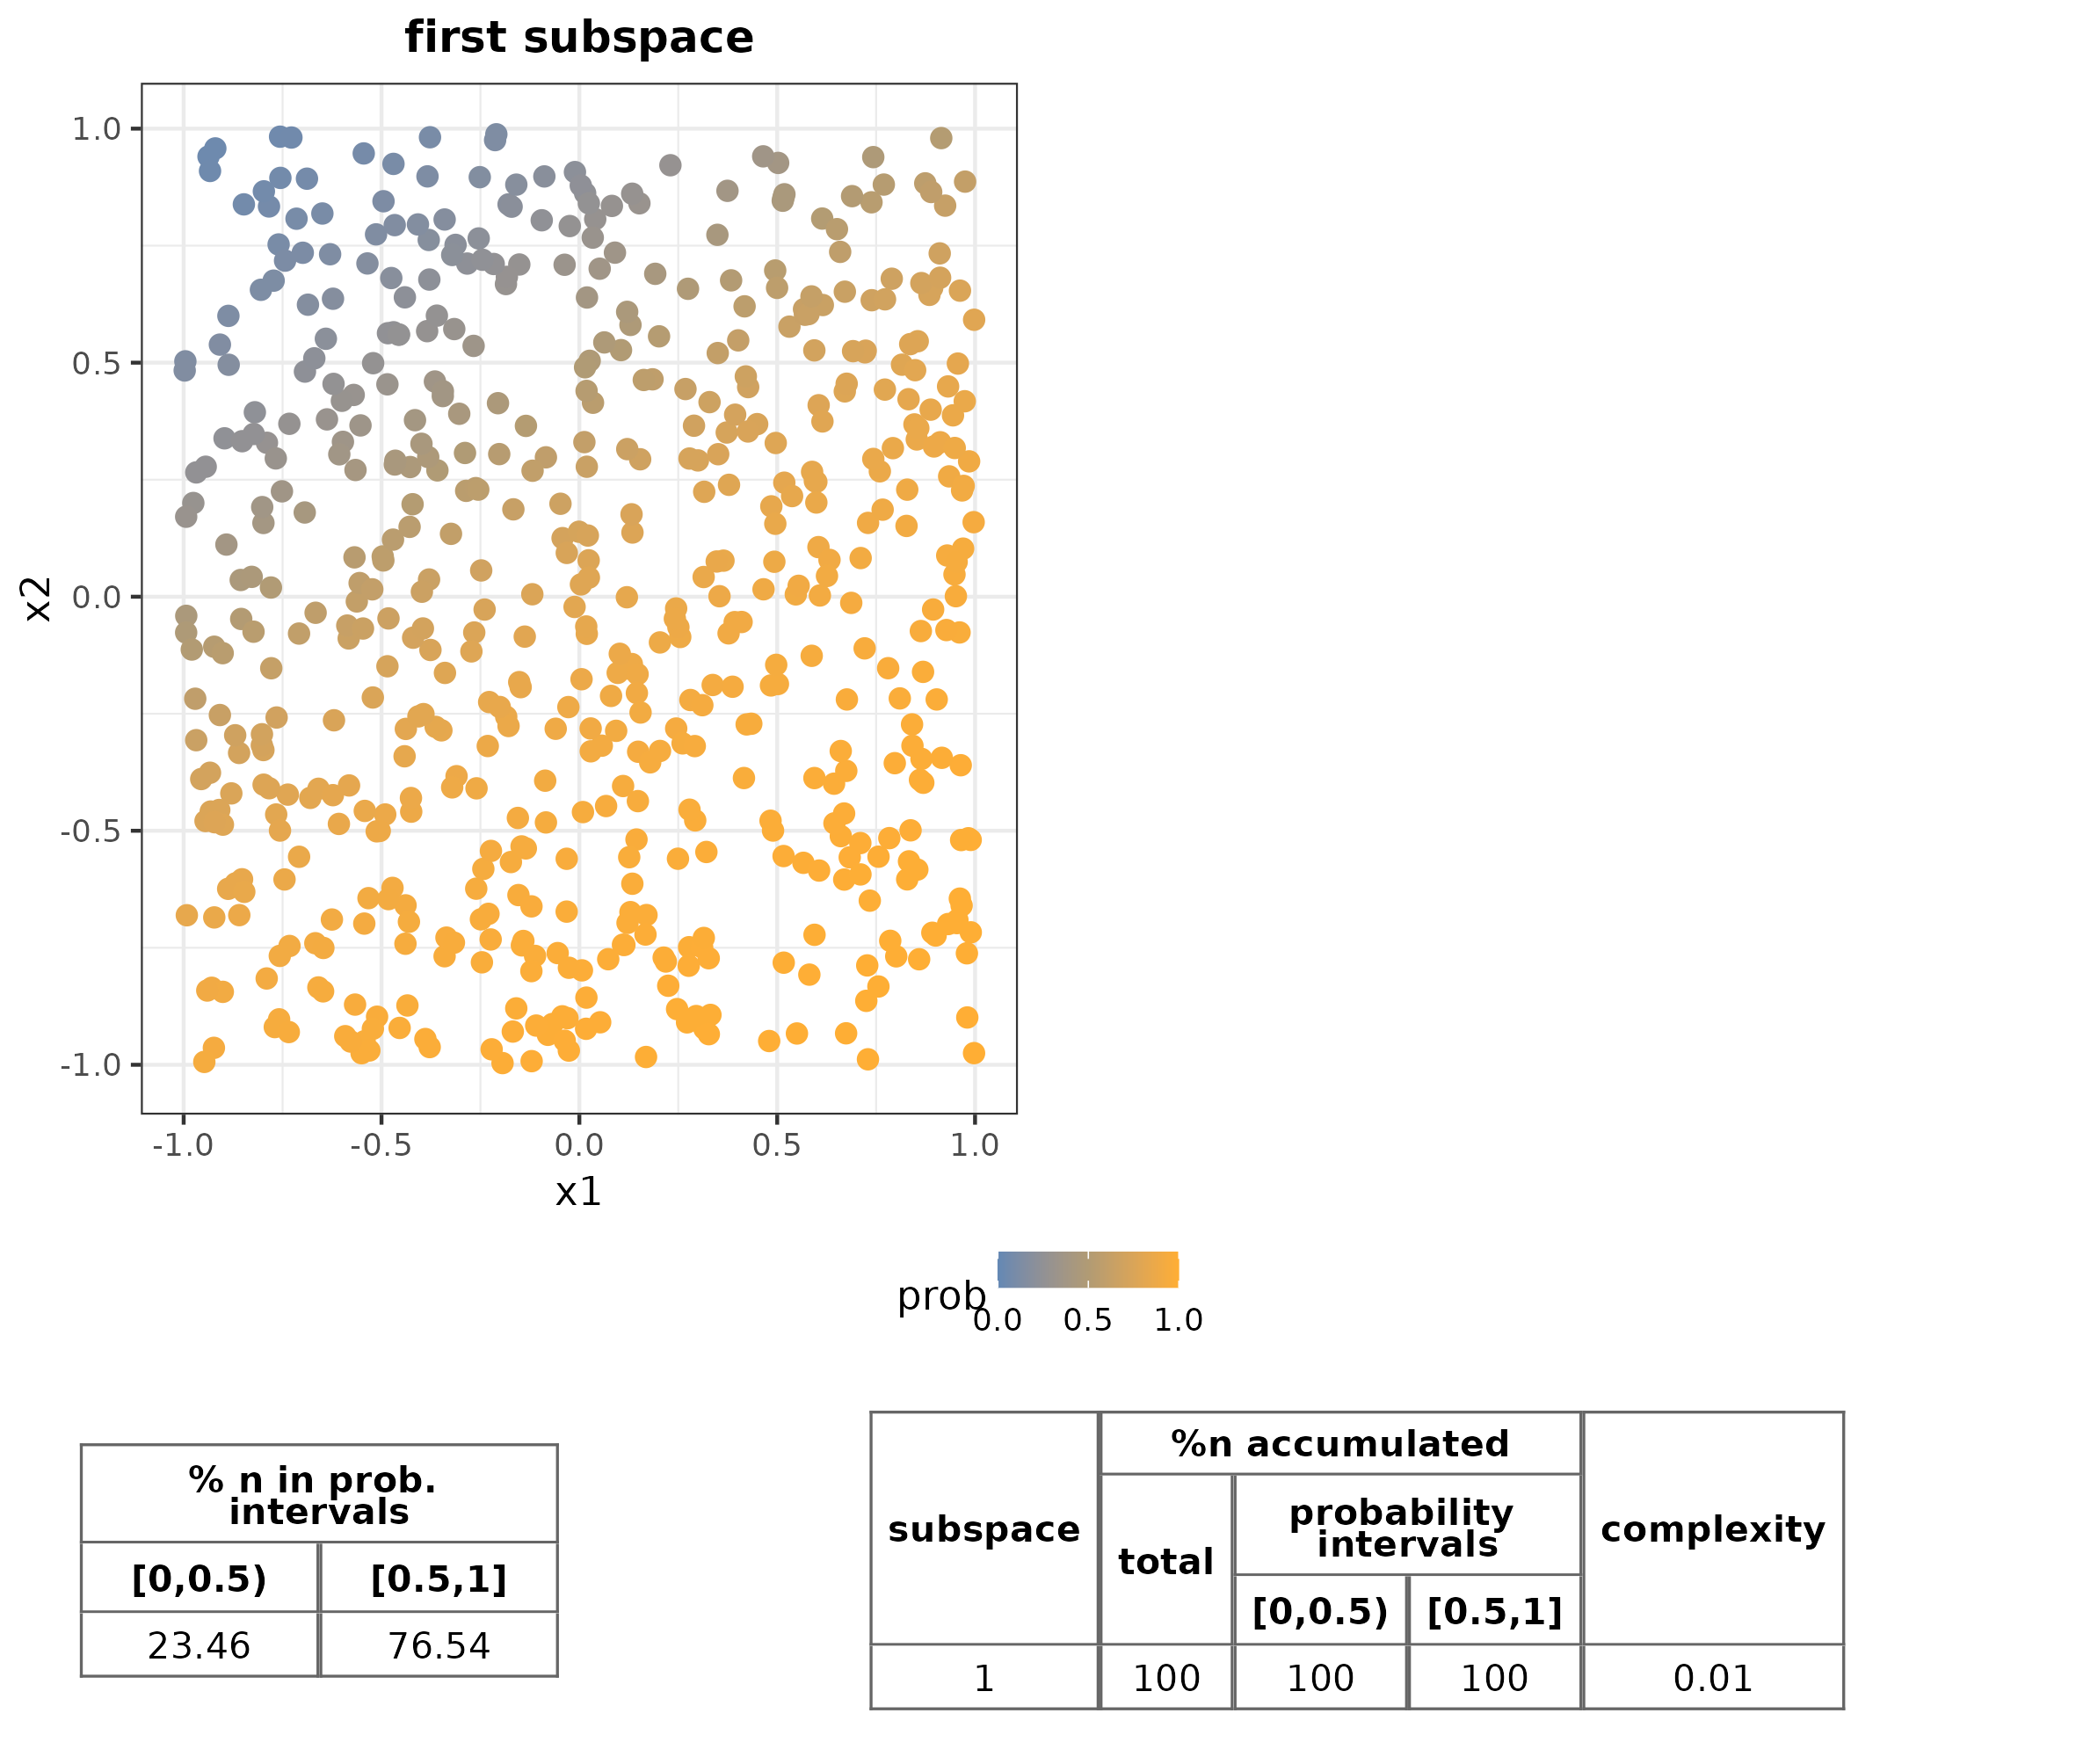 first subspace
1.0
0.5
0.0
-0.5
-1.0
x2
-1.0 -0.5 0.0 0.5 1.0
x1
prob
0.0 0.5 1.0
% n in prob.
intervals
[0,0.5) [0.5,1]
23.46 76.54
subspace
%n accumulated
total
probability
intervals
[0,0.5) [0.5,1]
complexity
1 100 100 100 0.01